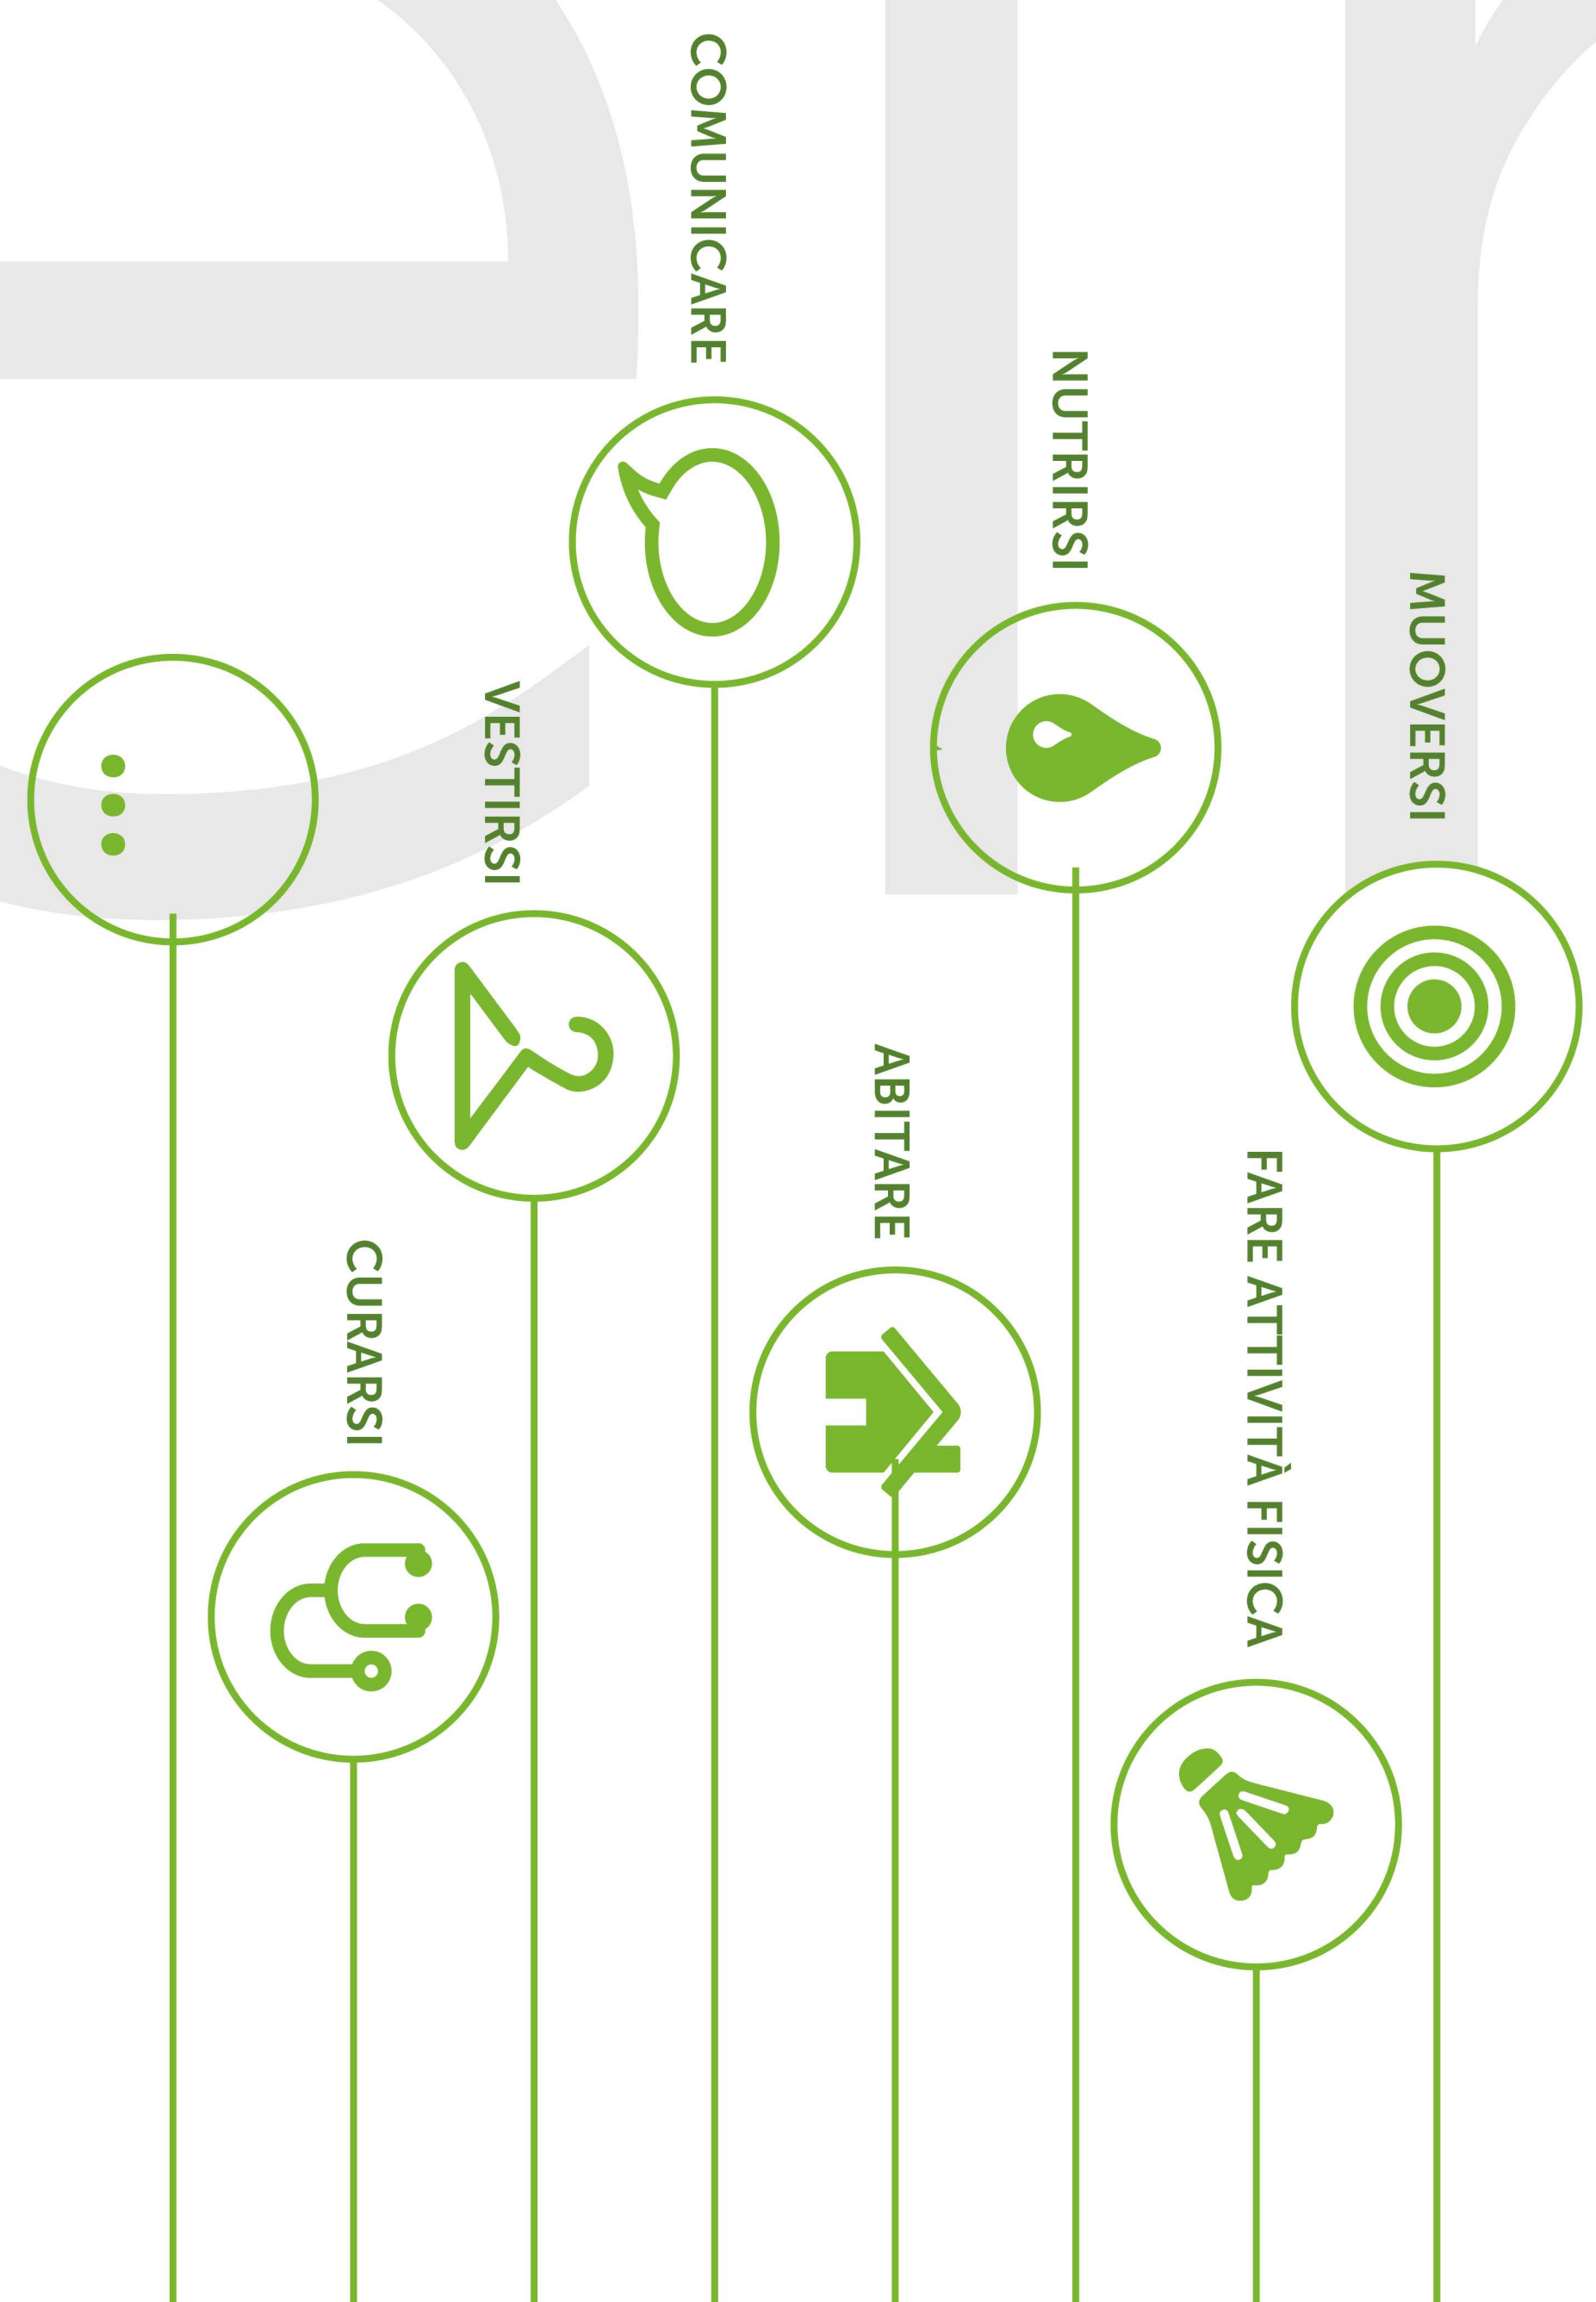 MUOVERSI
FARE ATTIVITÀ FISICA
NUTRIRSI
ABITARE
COMUNICARE
VESTIRSI
CURARSI